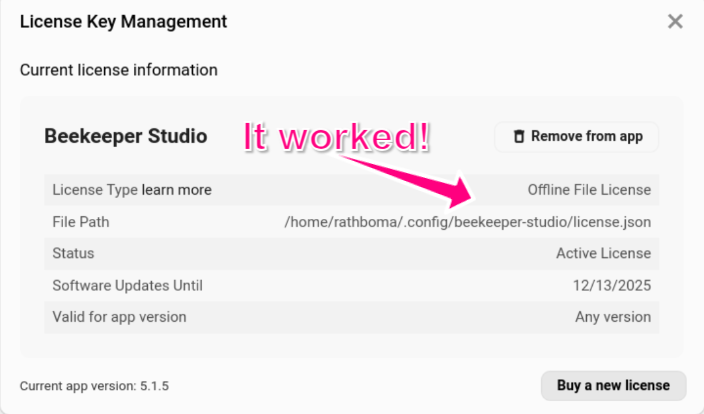 License Key Management
Current license information
Beekeeper Studio It worked! Remove from app
License Type learn more Offline File License
File Path /home/rathboma/.config/beekeeper-studio/license.json
Status Active License
Software Updates Until 12/13/2025
Valid for app version Any version
Current app version: 5.1.5 Buy a new license